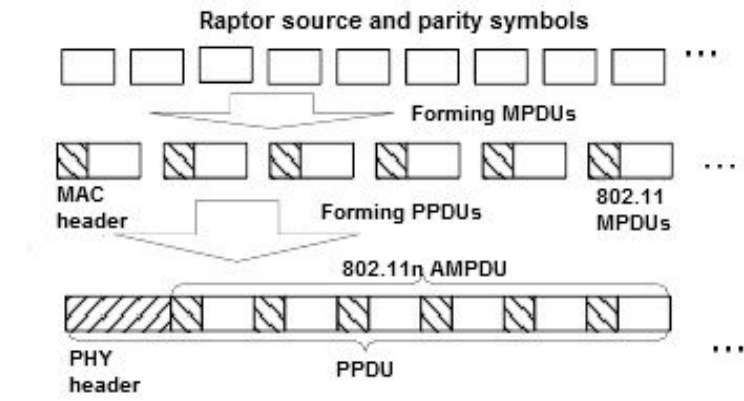 Raptor source and parity symbols
...
Forming MPDUs
...
MAC
header
802.11
MPDUs
Forming PPDUs
802.11n AMPDU
PHY
header
PPDU
...